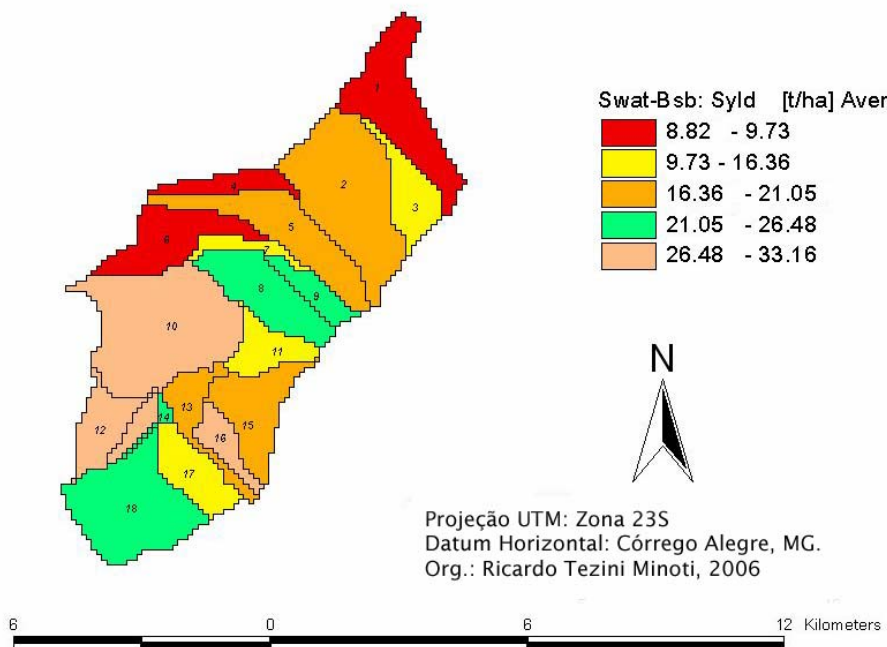 1
2
3
4
5
6
7
8
9
10
11
12
13
14
15
16
17
18
Swat-Bsb: Syld [t/ha] Aver
8.82 - 9.73
9.73 - 16.36
16.36 - 21.05
21.05 - 26.48
26.48 - 33.16
N
Projeção UTM: Zona 23S
Datum Horizontal: Córrego Alegre, MG.
Org.: Ricardo Tezini Minoti, 2006
6 0 6 12 Kilometers